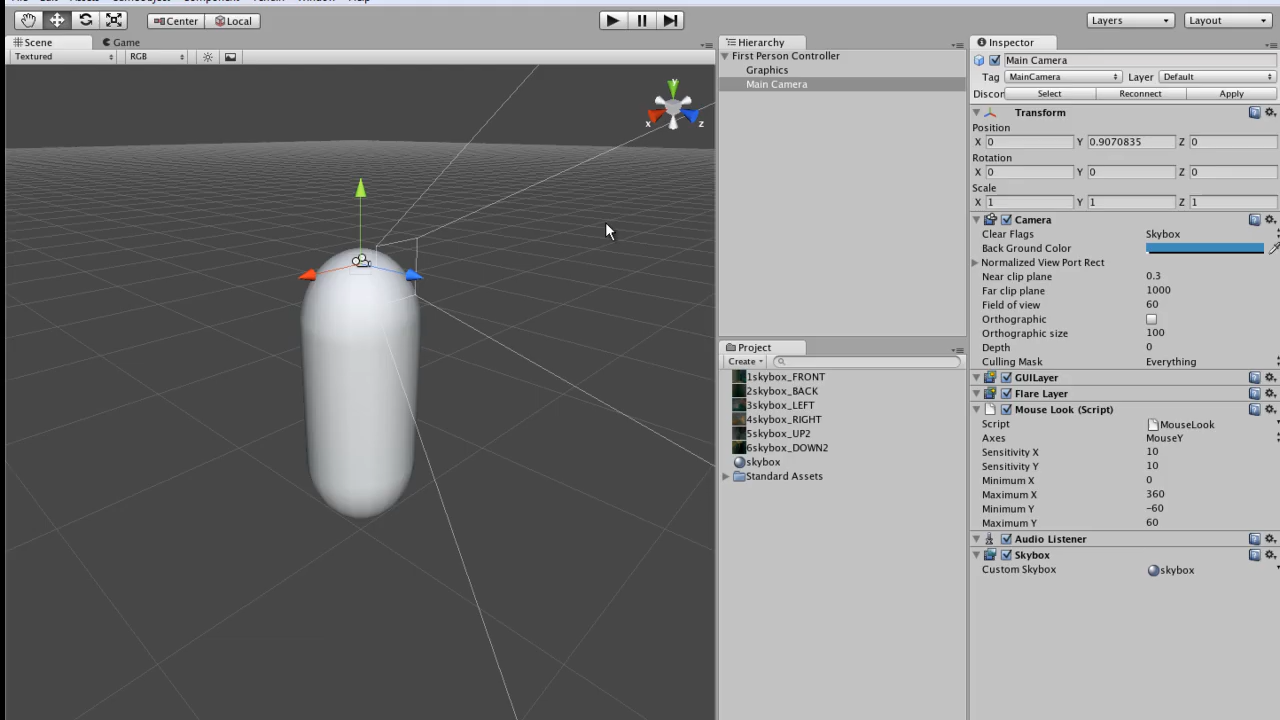 Center Local
Layers Layout
Scene Game
Textured RGB
y
x z
Hierarchy
First Person Controller
Graphics
Main Camera
Project
Create
1skybox_FRONT
2skybox_BACK
3skybox_LEFT
4skybox_RIGHT
5skybox_UP2
6skybox_DOWN2
skybox
Standard Assets
Inspector
Main Camera
Tag MainCamera Layer Default
Discor Select Reconnect Apply
Transform
Position
X 0 Y 0.9070835 Z 0
Rotation
X 0 Y 0 Z 0
Scale
X 1 Y 1 Z 1
Camera
Clear Flags Skybox
Back Ground Color
Normalized View Port Rect
Near clip plane 0.3
Far clip plane 1000
Field of view 60
Orthographic
Orthographic size 100
Depth 0
Culling Mask Everything
GUILayer
Flare Layer
Mouse Look (Script)
Script MouseLook
Axes MouseY
Sensitivity X 10
Sensitivity Y 10
Minimum X 0
Maximum X 360
Minimum Y -60
Maximum Y 60
Audio Listener
Skybox
Custom Skybox skybox